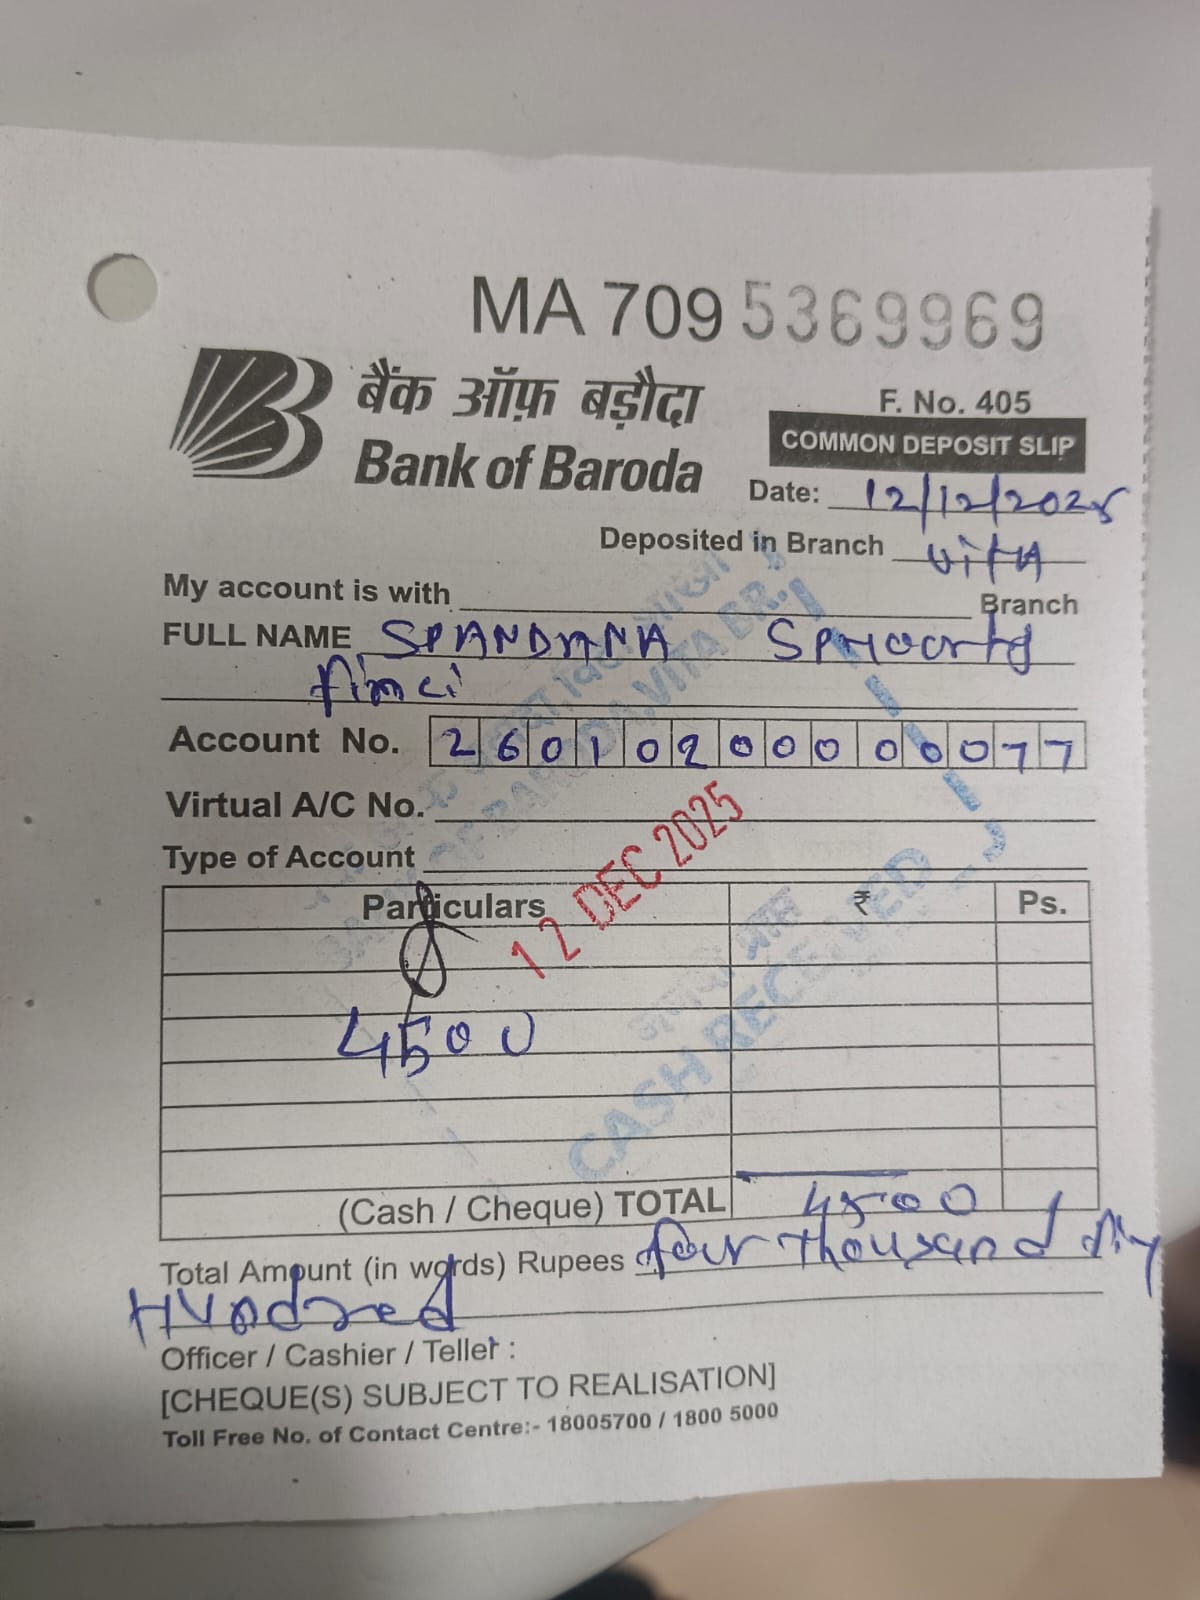 MA 709 5369969
बैंक ऑफ़ बड़ौदा
Bank of Baroda
F. No. 405
COMMON DEPOSIT SLIP
Date: 12/12/2025
Deposited in Branch vita
My account is with Branch
FULL NAME SPANDANA SPHoorty
Account No. 26010200000077
Virtual A/C No.
Type of Account
Particulars ₹ Ps.
12 DEC 2025
4500
CASH RECEIVED
(Cash / Cheque) TOTAL 4500
Total Amount (in words) Rupees four thousand
Hundred
Officer / Cashier / Teller :
[CHEQUE(S) SUBJECT TO REALISATION]
Toll Free No. of Contact Centre:- 18005700 / 1800 5000